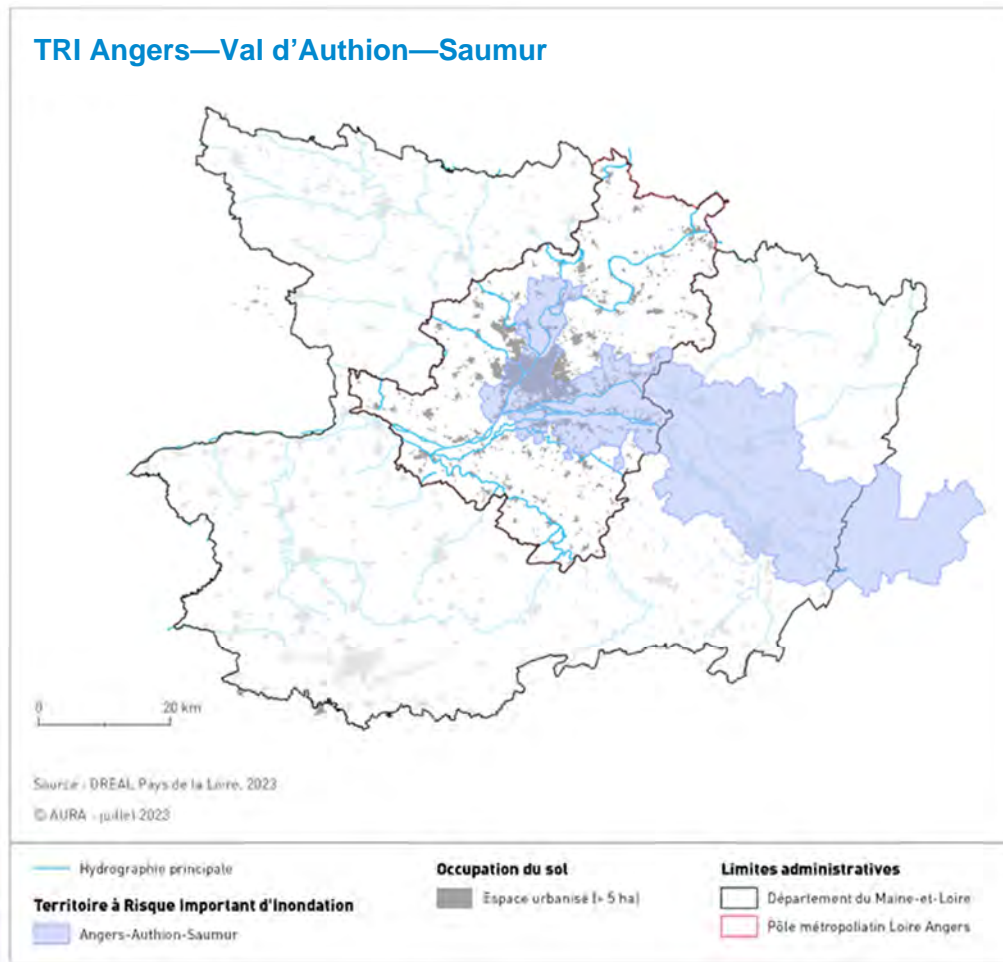 TRI Angers—Val d’Authion—Saumur
0 20 km
Source : DREAL Pays de la Loire, 2023
© AURA - juillet 2023
Hydrographie principale
Territoire à Risque Important d'Inondation
Angers-Authion-Saumur
Occupation du sol
Espace urbanisé (> 5 ha)
Limites administratives
Département du Maine-et-Loire
Pôle métropoliatin Loire Angers